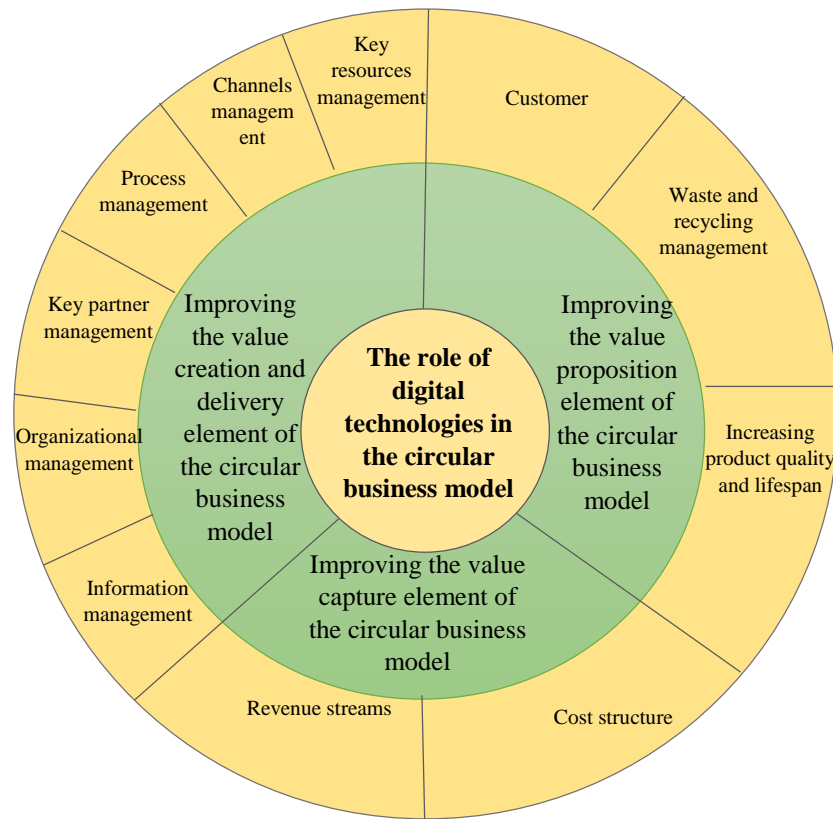 The role of
digital
technologies in
the circular
business model
Improving
the value
proposition
element of
the circular
business
model
Improving the value
capture element of
the circular business
model
Improving
the value
creation and
delivery
element of
the circular
business
model
Customer
Waste and
recycling
management
Increasing
product quality
and lifespan
Cost structure
Revenue streams
Information
management
Organizational
management
Key partner
management
Process
management
Channels
managem
ent
Key
resources
management